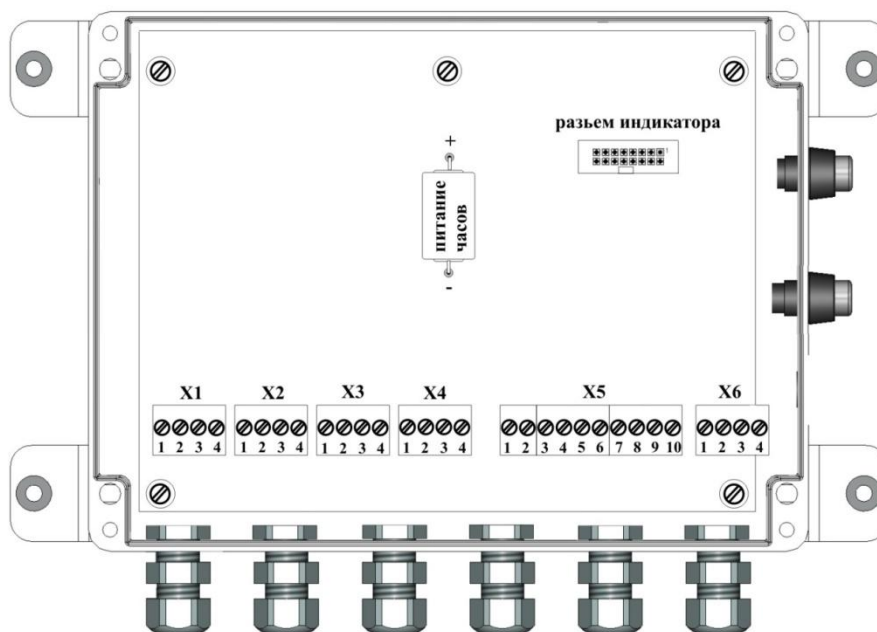 разьем индикатора
1
+
питание
часов
-
X1 X2 X3 X4 X5 X6
1 2 3 4 1 2 3 4 1 2 3 4 1 2 3 4 1 2 3 4 5 6 7 8 9 10 1 2 3 4